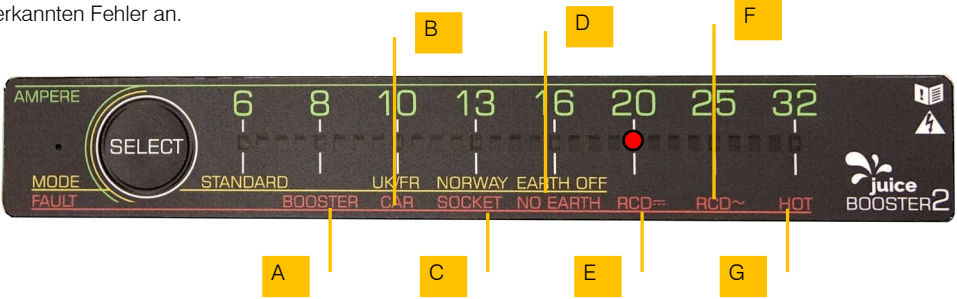 erkannten Fehler an.
B D F
AMPERE 6 8 10 13 16 20 25 32
SELECT
MODE STANDARD UK/FR NORWAY EARTH OFF
FAULT BOOSTER CAR SOCKET NO EARTH RCD⎓ RCD~ HOT
juice
BOOSTER2
A C E G